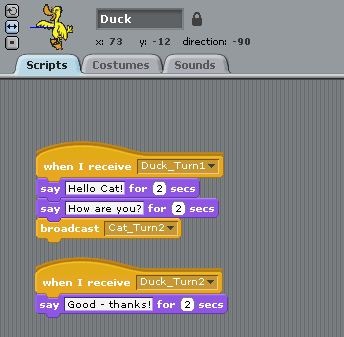 Duck
x: 73 y: -12 direction: -90
Scripts Costumes Sounds
when I receive Duck_Turn1
say Hello Cat! for 2 secs
say How are you? for 2 secs
broadcast Cat_Turn2
when I receive Duck_Turn2
say Good - thanks! for 2 secs